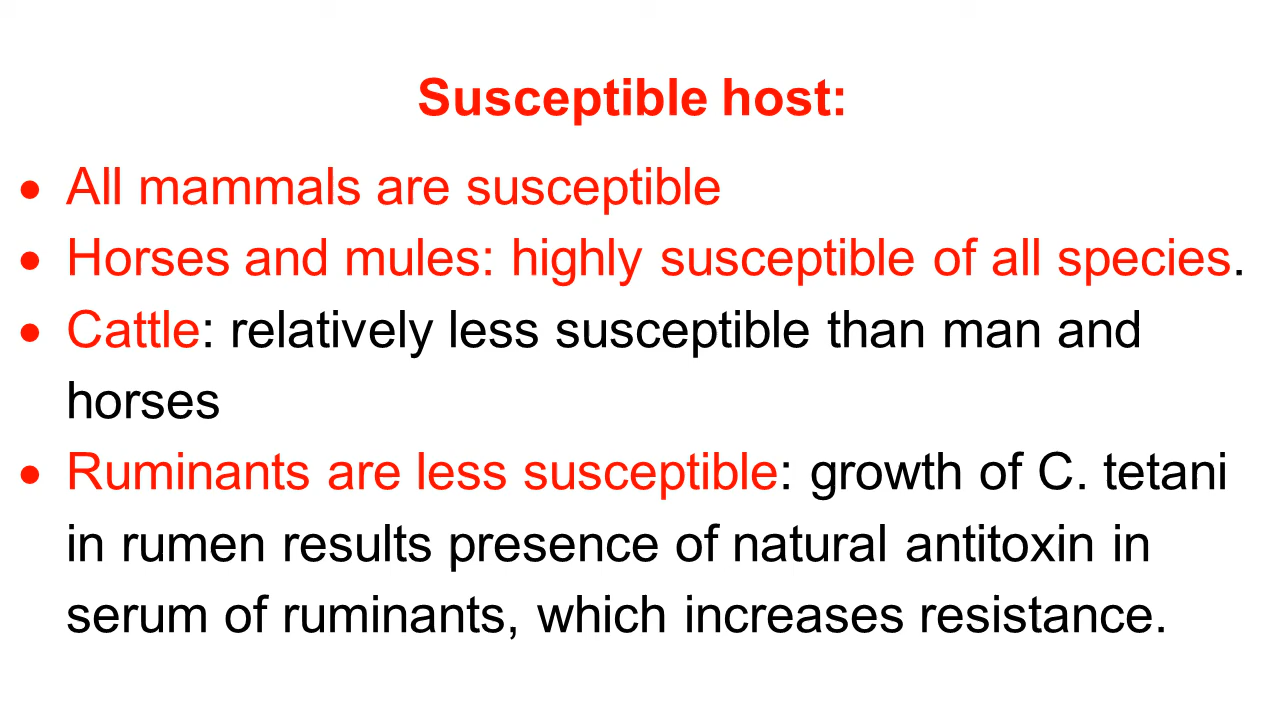 Susceptible host:
• All mammals are susceptible
• Horses and mules: highly susceptible of all species.
• Cattle: relatively less susceptible than man and
horses
• Ruminants are less susceptible: growth of C. tetani
in rumen results presence of natural antitoxin in
serum of ruminants, which increases resistance.